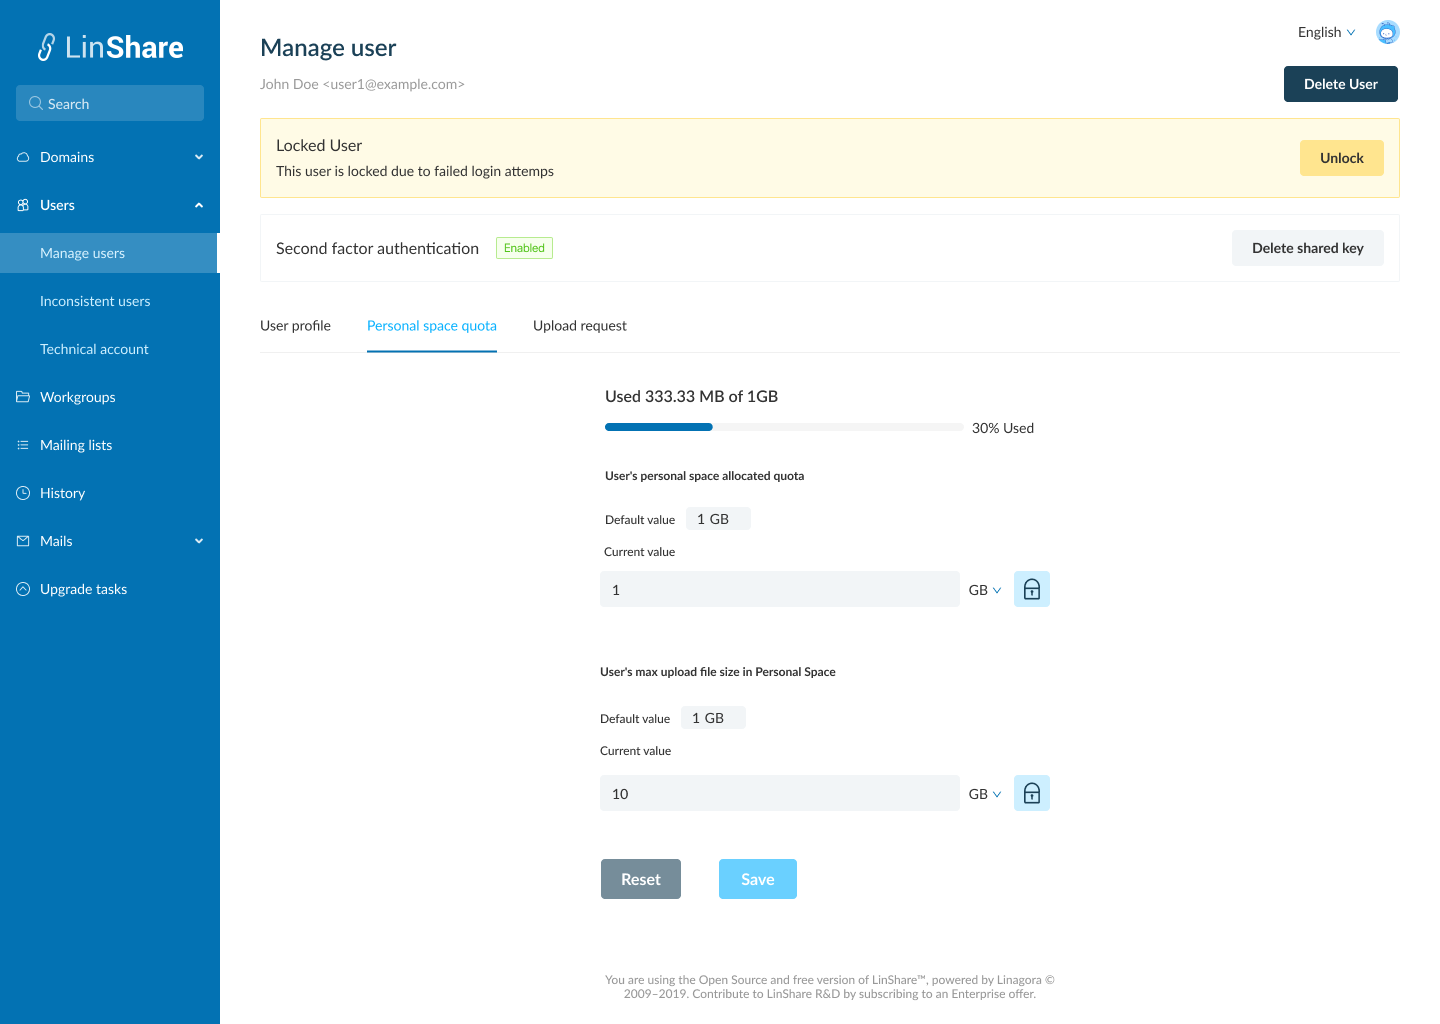 LinShare
Search
Domains
Users
Manage users
Inconsistent users
Technical account
Workgroups
Mailing lists
History
Mails
Upgrade tasks
English
Manage user
John Doe <user1@example.com>
Delete User
Locked User
This user is locked due to failed login attemps
Unlock
Second factor authentication Enabled
Delete shared key
User profile Personal space quota Upload request
Used 333.33 MB of 1GB
30% Used
User's personal space allocated quota
Default value 1 GB
Current value
1 GB
User's max upload file size in Personal Space
Default value 1 GB
Current value
10 GB
Reset Save
You are using the Open Source and free version of LinShare™, powered by Linagora ©
2009–2019. Contribute to LinShare R&D by subscribing to an Enterprise offer.